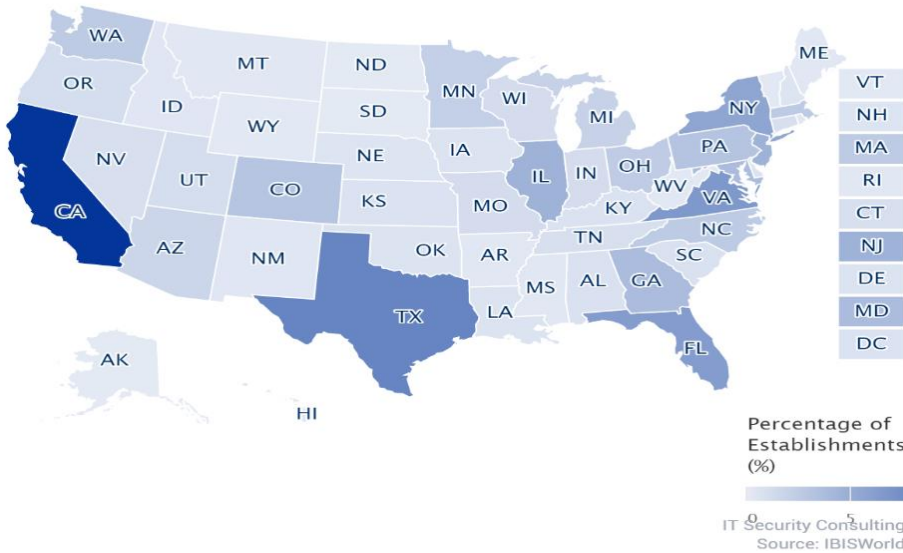 WA
MT
ND
ME
OR
ID
MN
WI
MI
NY
VT
WY
SD
NH
NV
UT
CO
NE
IA
IL
IN
OH
PA
MA
CA
KS
MO
KY
WV
VA
RI
AZ
NM
OK
AR
TN
NC
CT
TX
LA
MS
AL
GA
SC
NJ
AK
HI
FL
DE
MD
DC
Percentage of
Establishments
(%)
0 5
IT Security Consulting
Source: IBISWorld